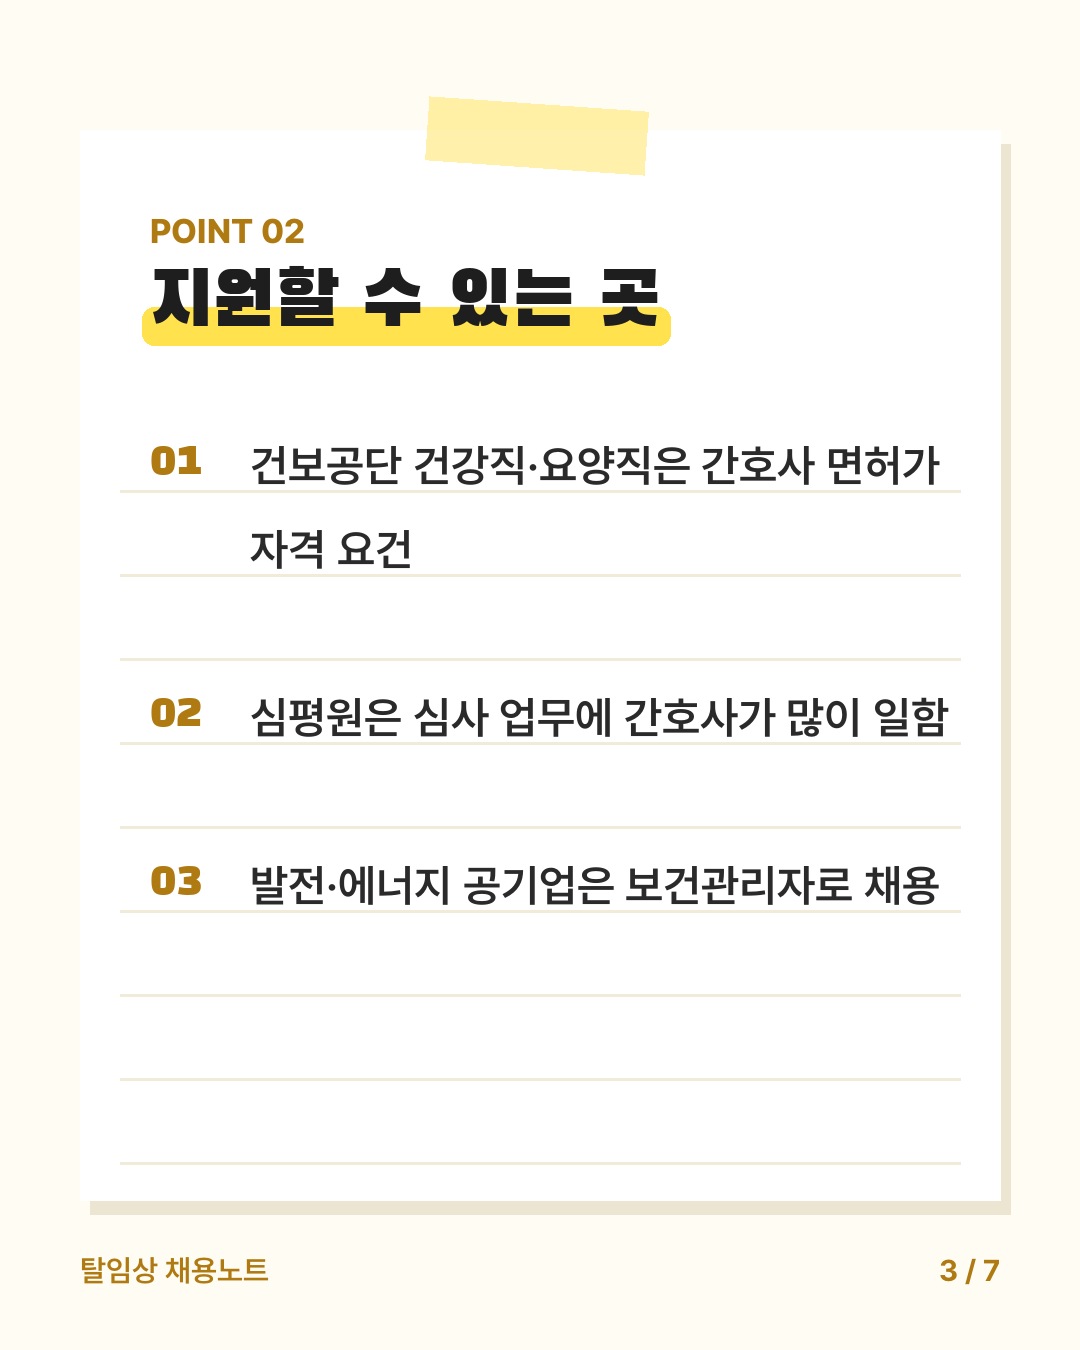 POINT 02
지원할 수 있는 곳
01 건보공단 건강직·요양직은 간호사 면허가
자격 요건
02 심평원은 심사 업무에 간호사가 많이 일함
03 발전·에너지 공기업은 보건관리자로 채용
탈임상 채용노트
3 / 7